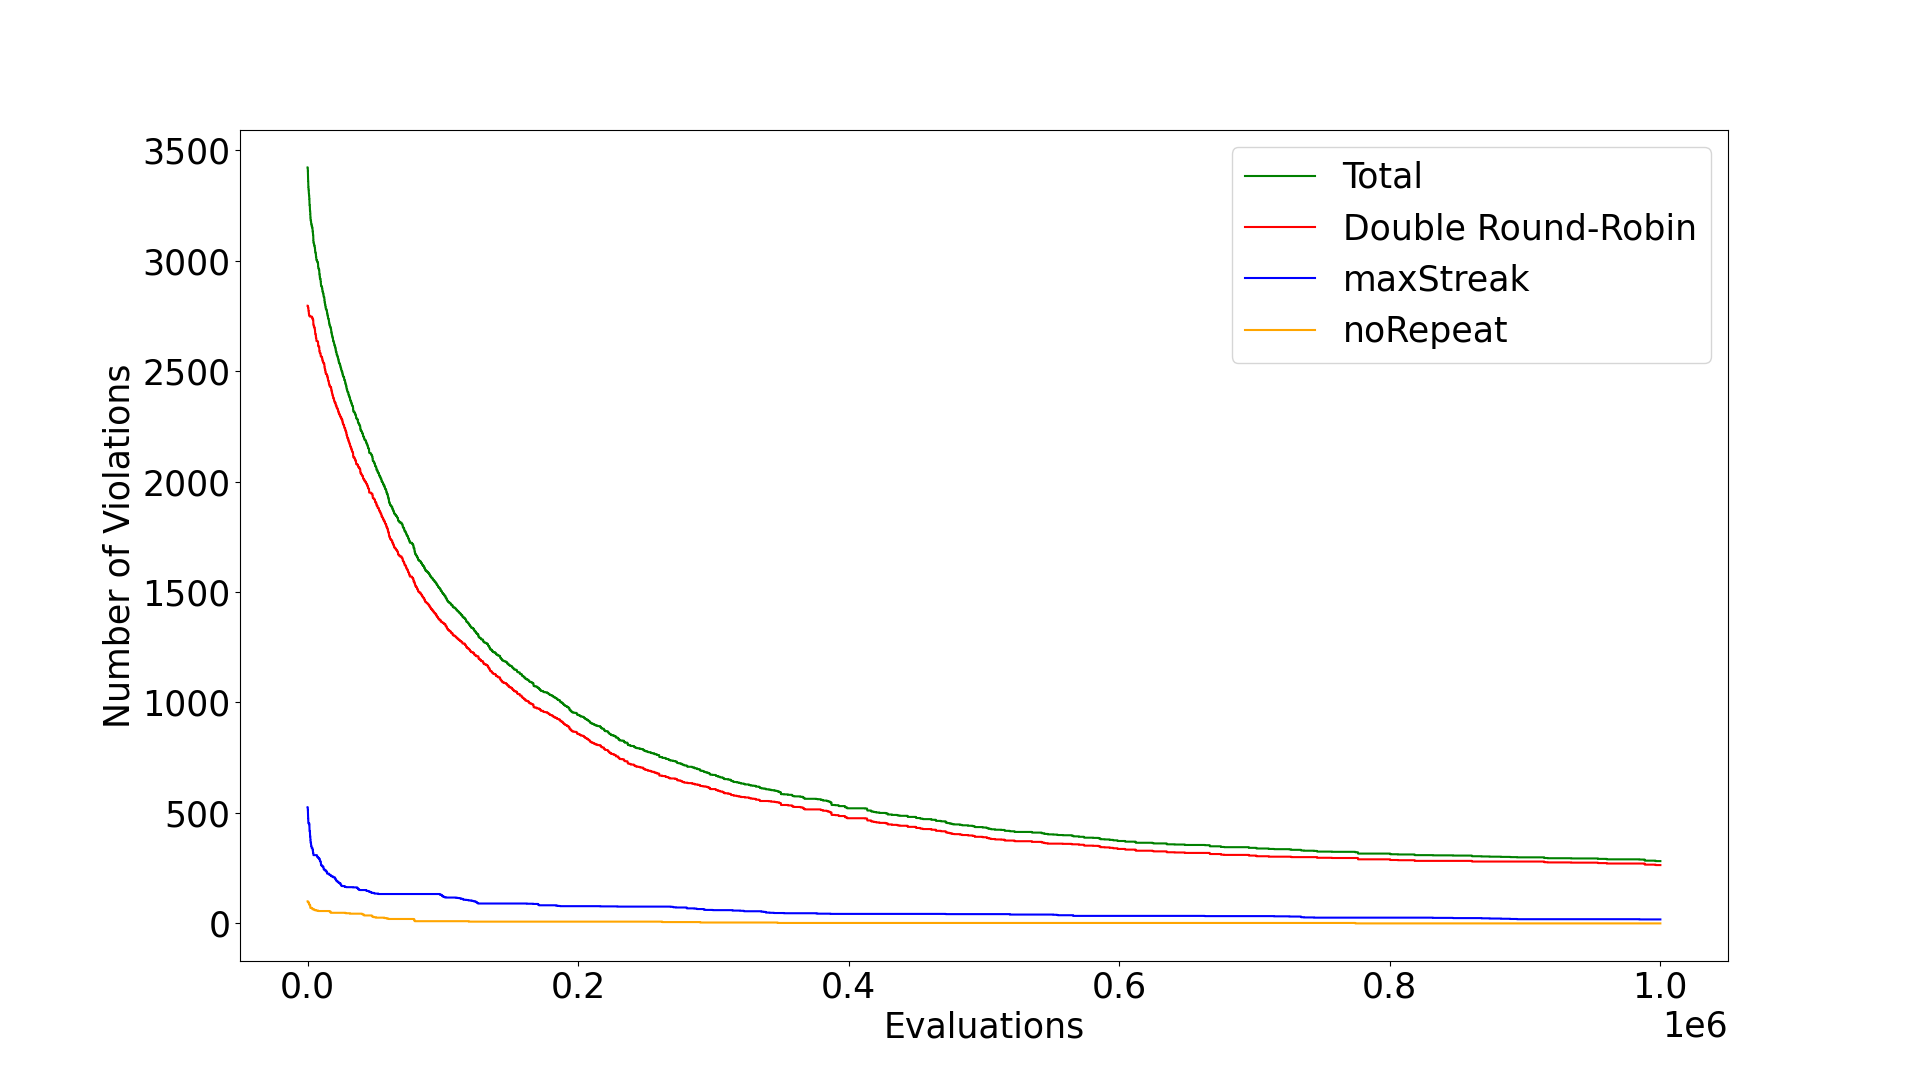 Number of Violations
3500
3000
2500
2000
1500
1000
500
0
Total
Double Round-Robin
maxStreak
noRepeat
0.0 0.2 0.4 0.6 0.8 1.0
Evaluations
1e6